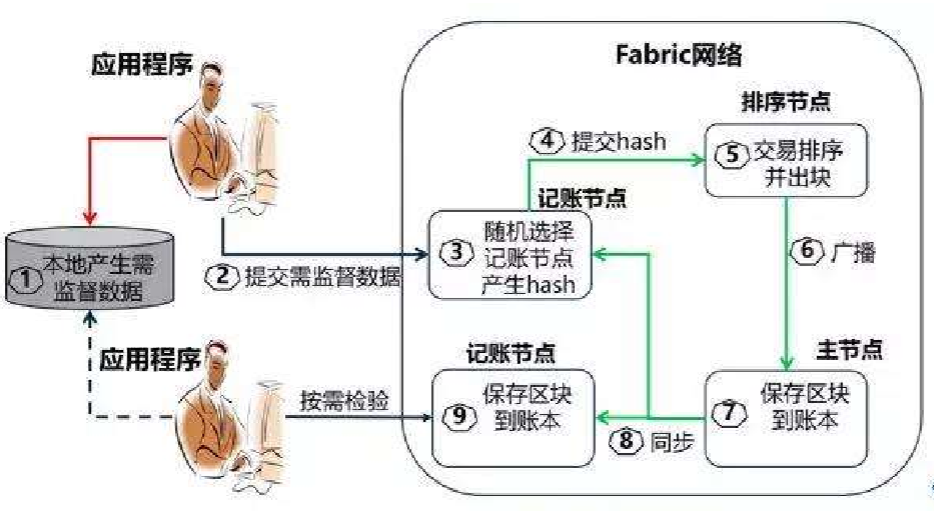 Fabric网络
应用程序
排序节点
④ 提交hash
⑤ 交易排序
并出块
记账节点
③ 随机选择
记账节点
产生hash
① 本地产生需
监督数据
② 提交需监督数据
⑥ 广播
应用程序
记账节点
主节点
按需检验
⑨ 保存区块
到账本
⑦ 保存区块
到账本
⑧ 同步